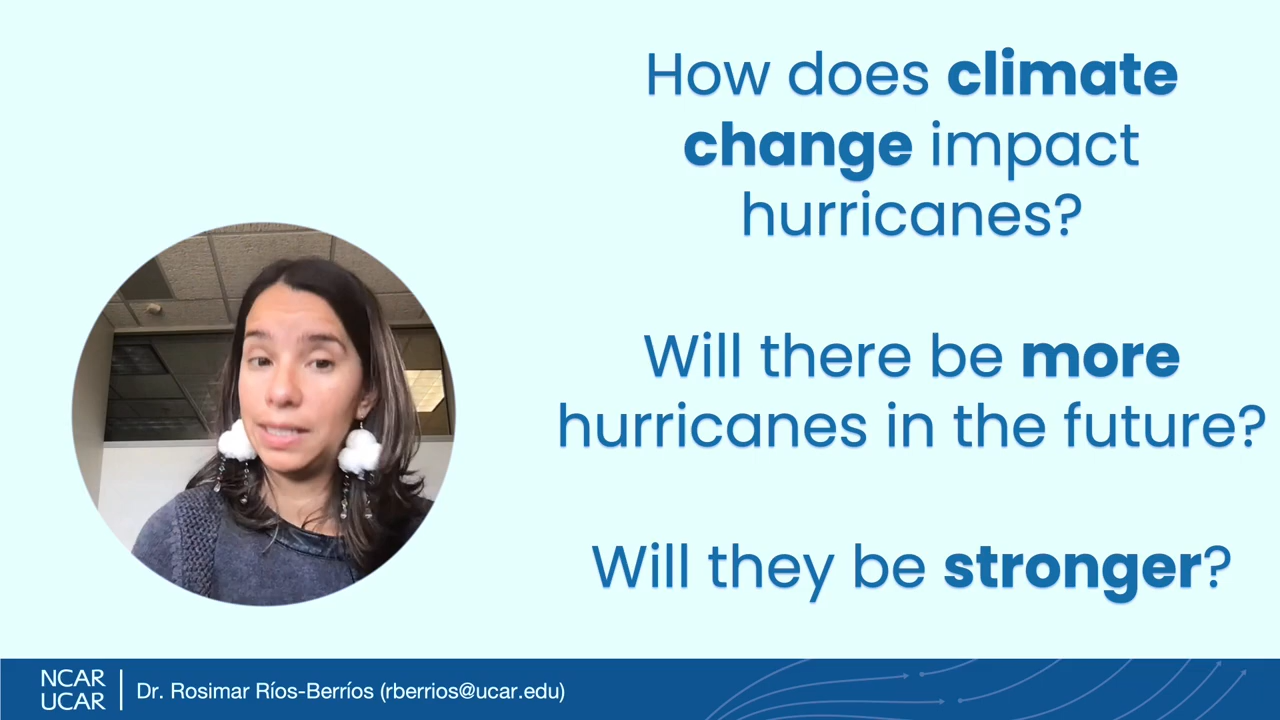 How does climate
change impact
hurricanes?
Will there be more
hurricanes in the future?
Will they be stronger?
NCAR
UCAR
Dr. Rosimar Ríos-Berríos (rberrios@ucar.edu)